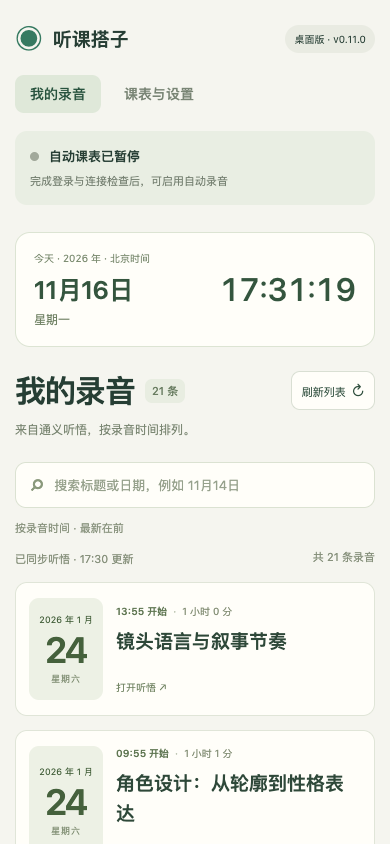 听课搭子
桌面版 · v0.11.0
我的录音
课表与设置
自动课表已暂停
完成登录与连接检查后，可启用自动录音
今天 · 2026 年 · 北京时间
11月16日
17:31:19
星期一
我的录音
21 条
刷新列表
来自通义听悟，按录音时间排列。
搜索标题或日期，例如 11月14日
按录音时间 · 最新在前
已同步听悟 · 17:30 更新
共 21 条录音
2026 年 1 月
24
星期六
13:55 开始 · 1 小时 0 分
镜头语言与叙事节奏
打开听悟 ↗
2026 年 1 月
24
星期六
09:55 开始 · 1 小时 1 分
角色设计：从轮廓到性格表
达